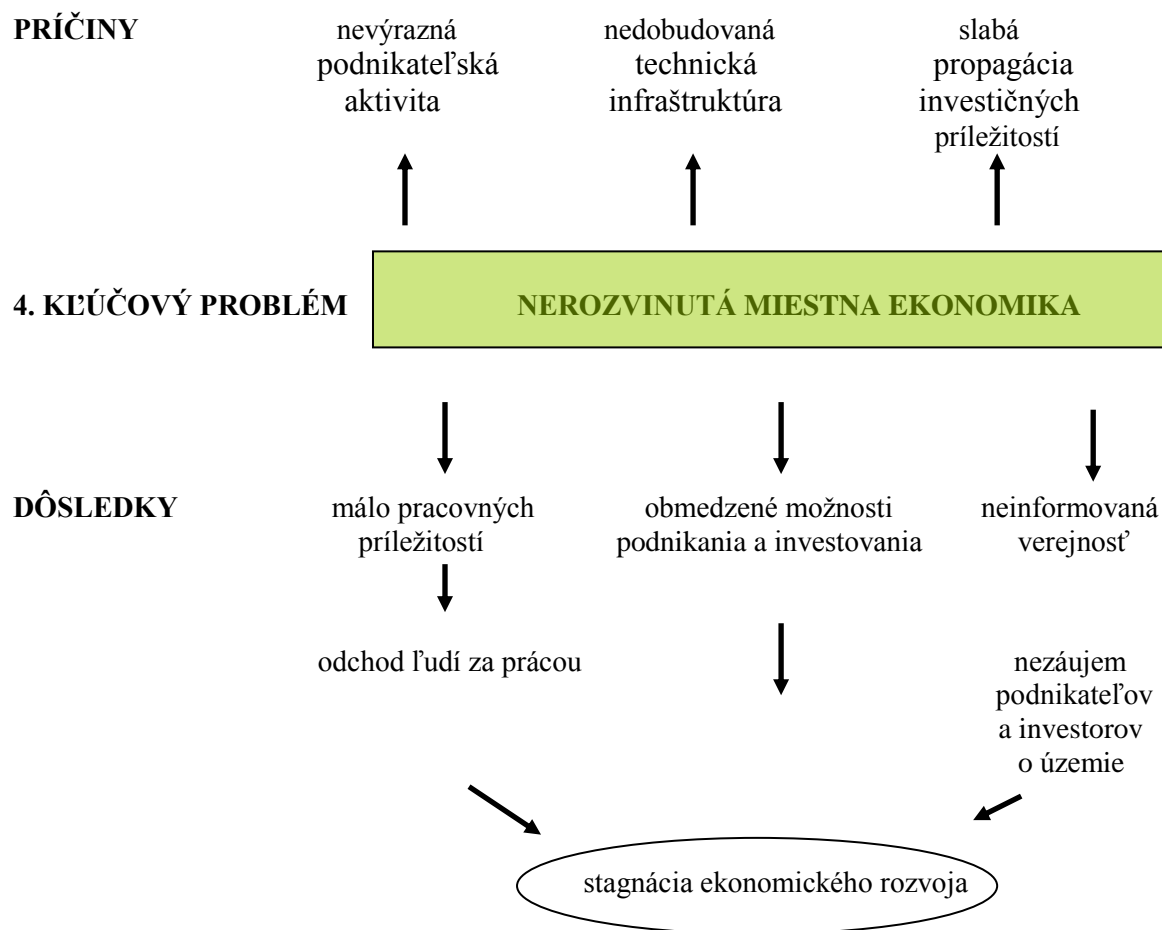 PRÍČINY
nevýrazná
podnikateľská
aktivita
nedobudovaná
technická
infraštruktúra
slabá
propagácia
investičných
príležitostí
4. KĽÚČOVÝ PROBLÉM
NEROZVINUTÁ MIESTNA EKONOMIKA
DÔSLEDKY
málo pracovných
príležitostí
obmedzené možnosti
podnikania a investovania
neinformovaná
verejnosť
odchod ľudí za prácou
nezáujem
podnikateľov
a investorov
o územie
stagnácia ekonomického rozvoja